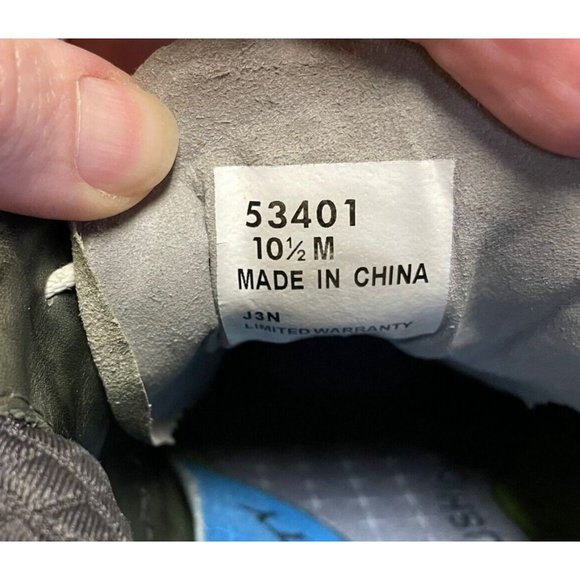 53401
10½ M
MADE IN CHINA
J3N
LIMITED WARRANTY